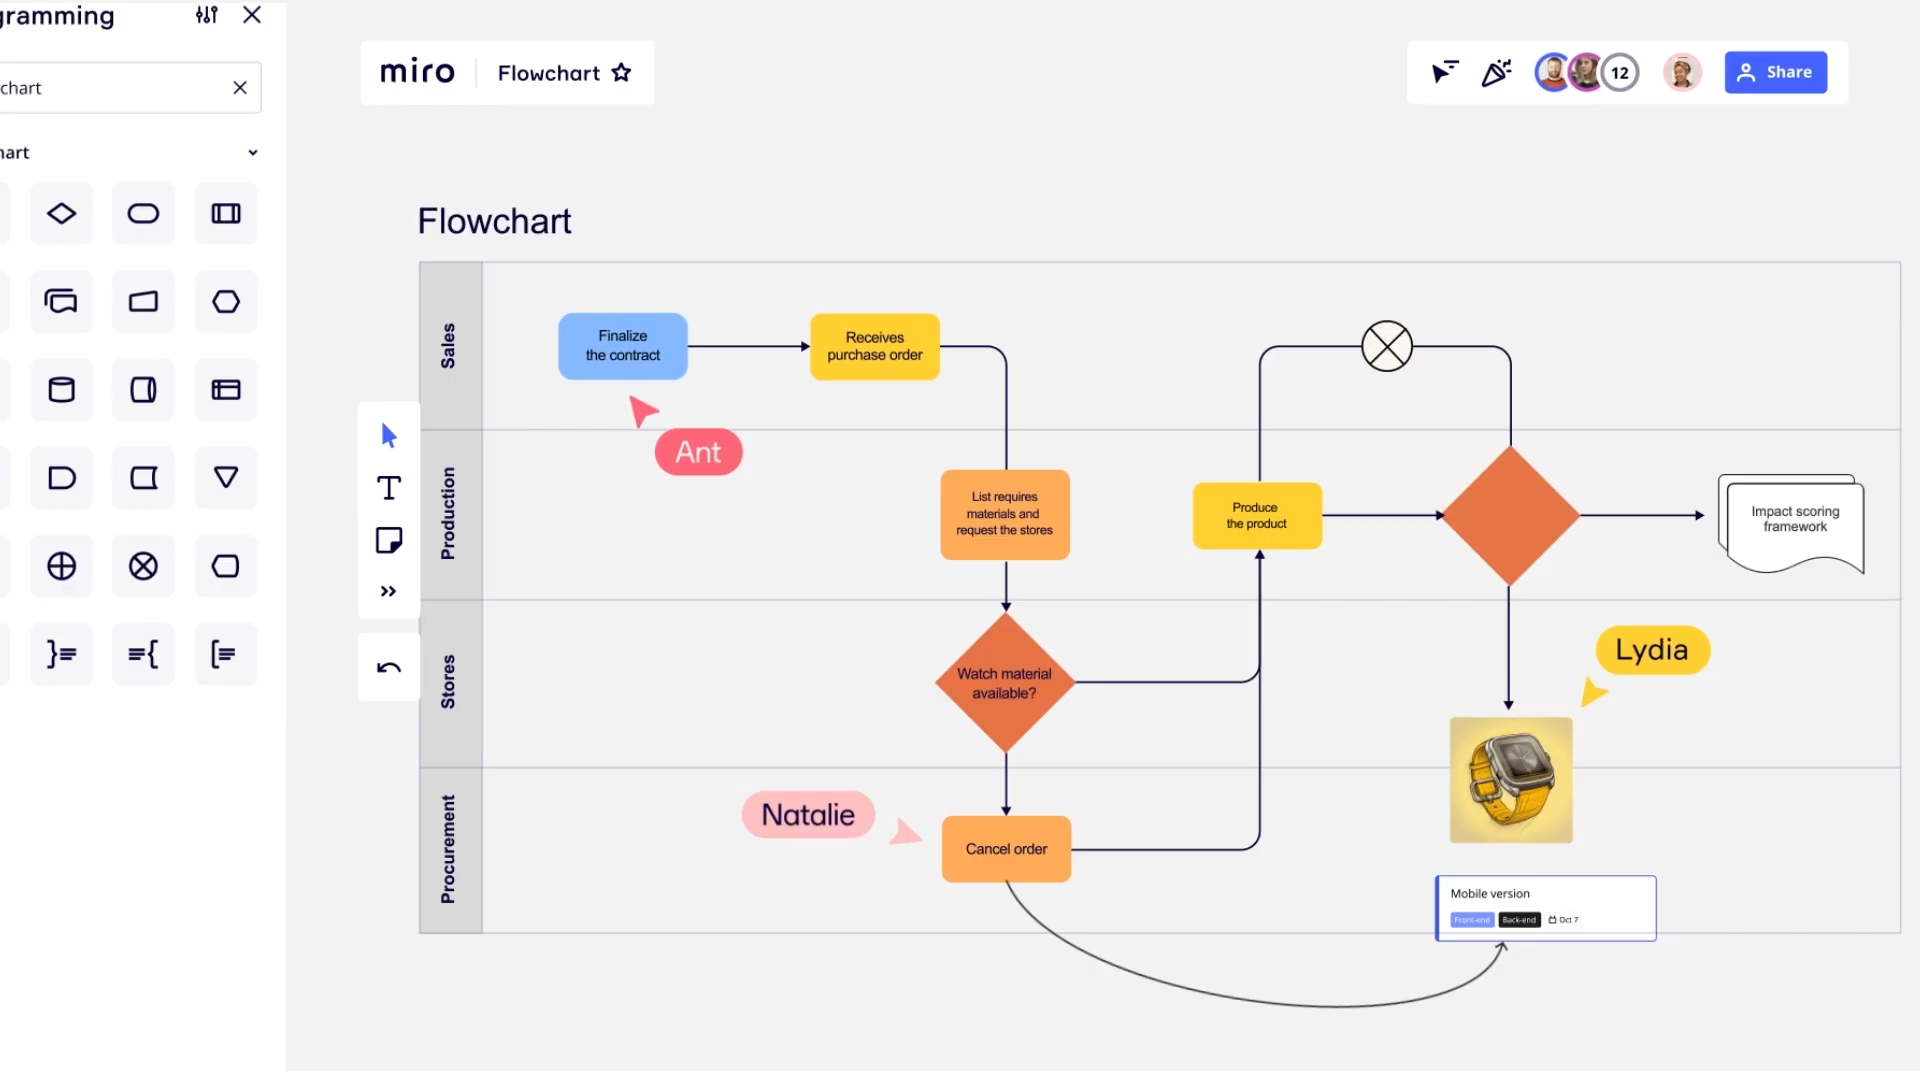 gramming
miro
Flowchart
12
Share
chart
hart
Flowchart
Sales
Finalize
the contract
Receives
purchase order
Ant
Production
List requires
materials and
request the stores
Produce
the product
Impact scoring
framework
Stores
Watch material
available?
Lydia
Procurement
Natalie
Cancel order
Mobile version
Front-end
Back-end
Oct 7